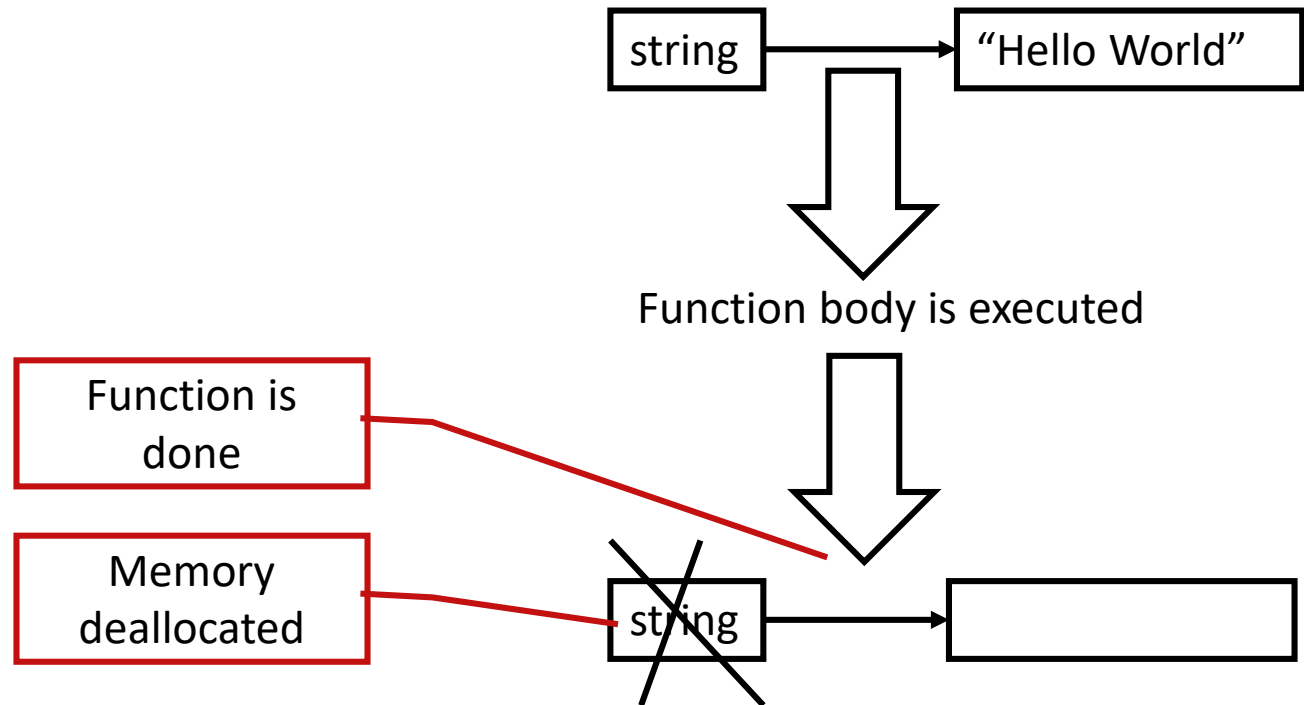 string
“Hello World”
Function body is executed
Function is
done
Memory
deallocated
string